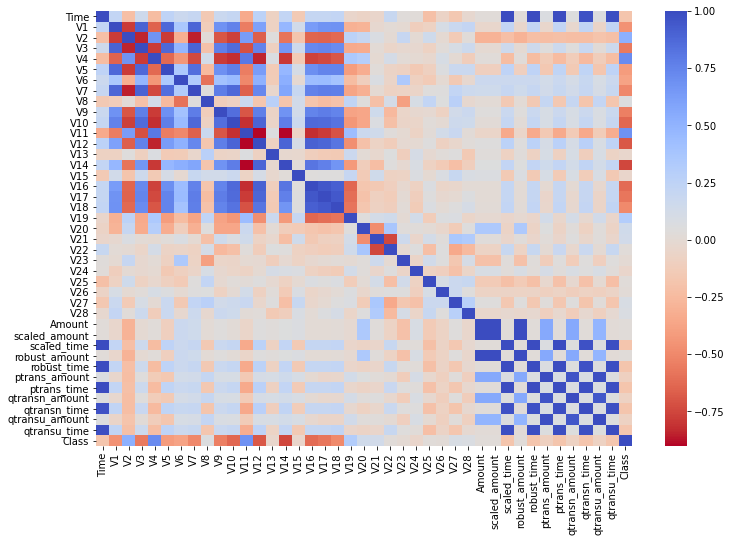 Time
V1
V2
V3
V4
V5
V6
V7
V8
V9
V10
V11
V12
V13
V14
V15
V16
V17
V18
V19
V20
V21
V22
V23
V24
V25
V26
V27
V28
Amount
scaled_amount
scaled_time
robust_amount
robust_time
ptrans_amount
ptrans_time
qtransn_amount
qtransn_time
qtransu_amount
qtransu_time
Class
Time
V1
V2
V3
V4
V5
V6
V7
V8
V9
V10
V11
V12
V13
V14
V15
V16
V17
V18
V19
V20
V21
V22
V23
V24
V25
V26
V27
V28
Amount
scaled_amount
scaled_time
robust_amount
robust_time
ptrans_amount
ptrans_time
qtransn_amount
qtransn_time
qtransu_amount
qtransu_time
Class
1.00
0.75
0.50
0.25
0.00
−0.25
−0.50
−0.75